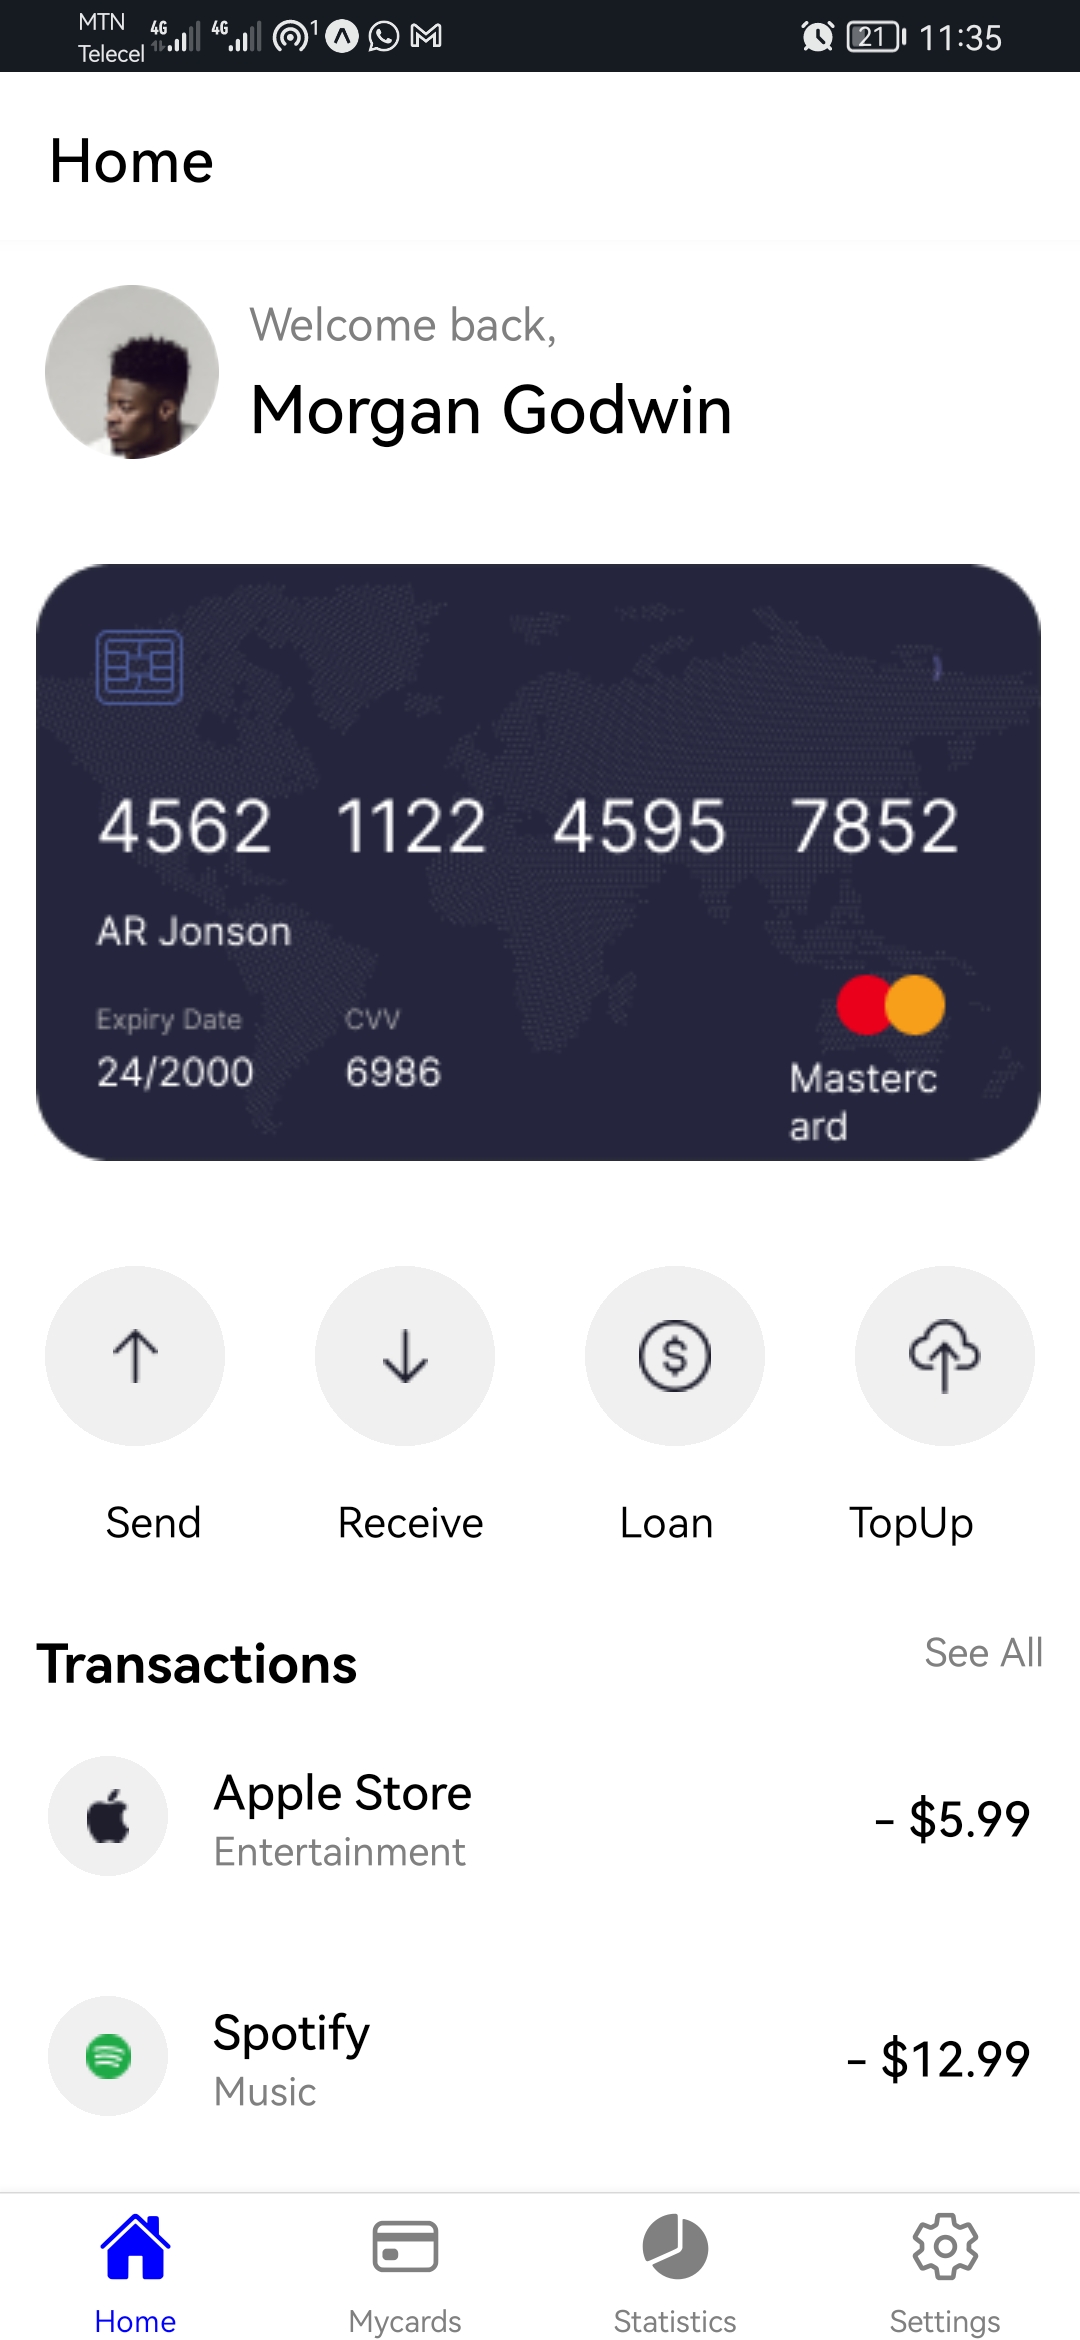 MTN 4G 4G 1 21 11:35
Telecel
Home
Welcome back,
Morgan Godwin
4562 1122 4595 7852
AR Jonson
Expiry Date CVV
24/2000 6986
Masterc
ard
Send Receive Loan TopUp
Transactions See All
Apple Store
Entertainment
- $5.99
Spotify
Music
- $12.99
Home Mycards Statistics Settings